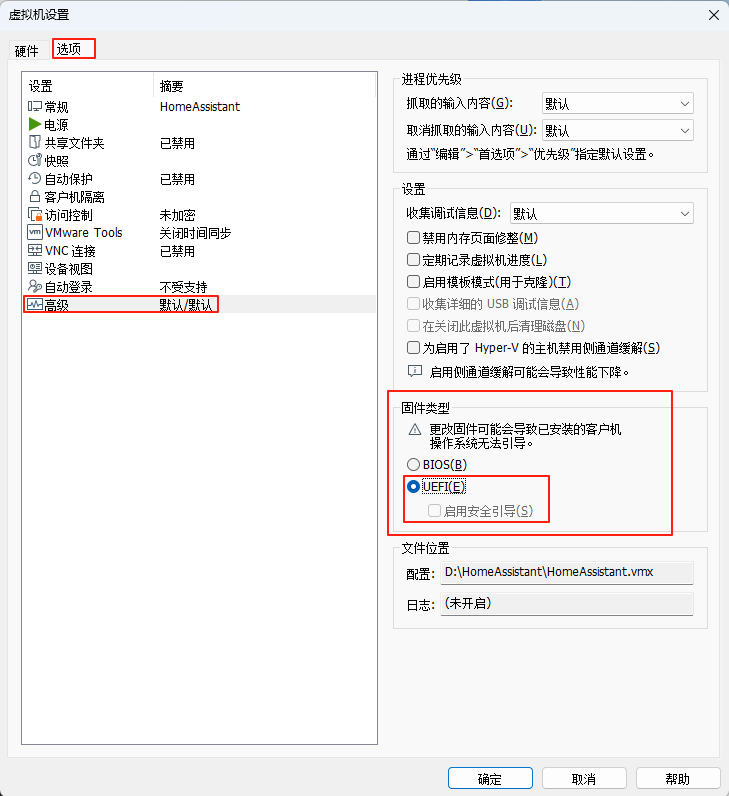 虚拟机设置
硬件 选项
设置 摘要
常规 HomeAssistant
电源
共享文件夹 已禁用
快照
自动保护 已禁用
客户机隔离
访问控制 未加密
VMware Tools 关闭时间同步
VNC 连接 已禁用
设备视图
自动登录 不受支持
高级 默认/默认
进程优先级
抓取的输入内容(G): 默认
取消抓取的输入内容(U): 默认
通过“编辑”>“首选项”>“优先级”指定默认设置。
设置
收集调试信息(D): 默认
禁用内存页面修整(M)
定期记录虚拟机进度(L)
启用模板模式(用于克隆)(T)
收集详细的 USB 调试信息(A)
在关闭此虚拟机后清理磁盘(N)
为启用了 Hyper-V 的主机禁用侧通道缓解(S)
启用侧通道缓解可能会导致性能下降。
固件类型
更改固件可能会导致已安装的客户机
操作系统无法引导。
BIOS(B)
UEFI(E)
启用安全引导(S)
文件位置
配置: D:\HomeAssistant\HomeAssistant.vmx
日志: (未开启)
确定 取消 帮助